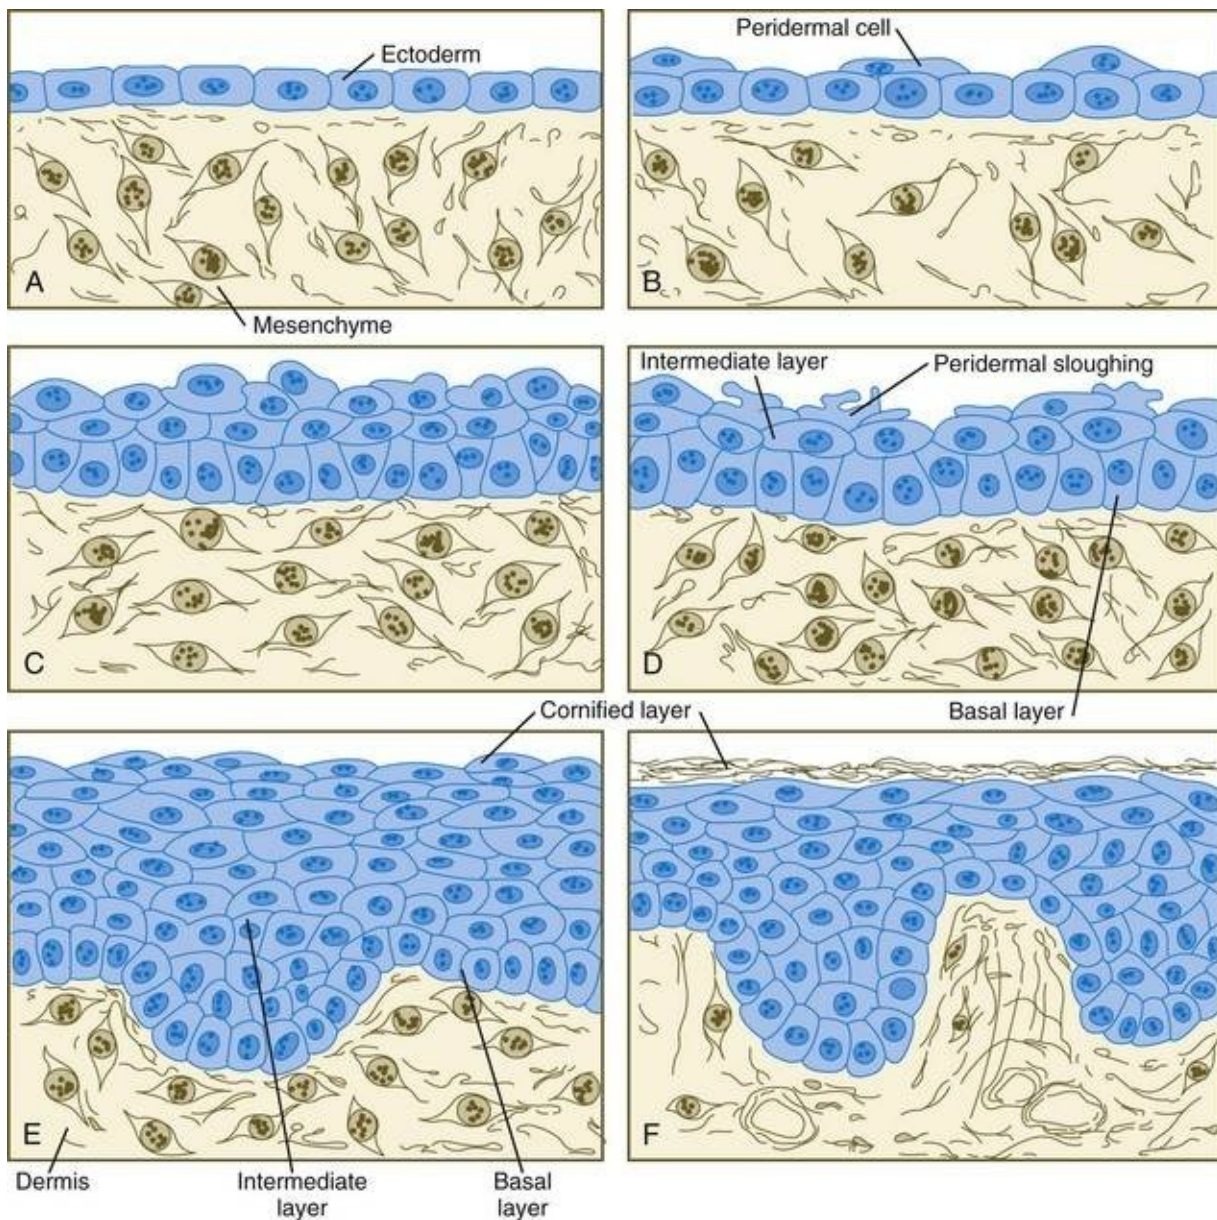 Ectoderm
A
Mesenchyme
Peridermal cell
B
C
Intermediate layer
Peridermal sloughing
D
Basal layer
Cornified layer
E
Dermis
Intermediate
layer
Basal
layer
F